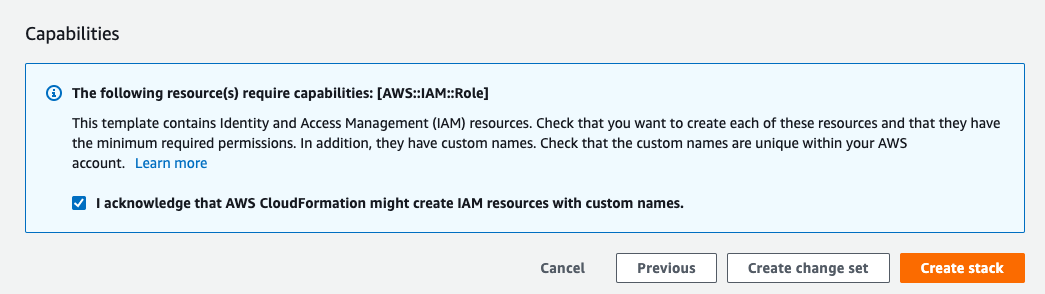 Capabilities
The following resource(s) require capabilities: [AWS::IAM::Role]
This template contains Identity and Access Management (IAM) resources. Check that you want to create each of these resources and that they have
the minimum required permissions. In addition, they have custom names. Check that the custom names are unique within your AWS
account. Learn more
I acknowledge that AWS CloudFormation might create IAM resources with custom names.
Cancel Previous Create change set Create stack